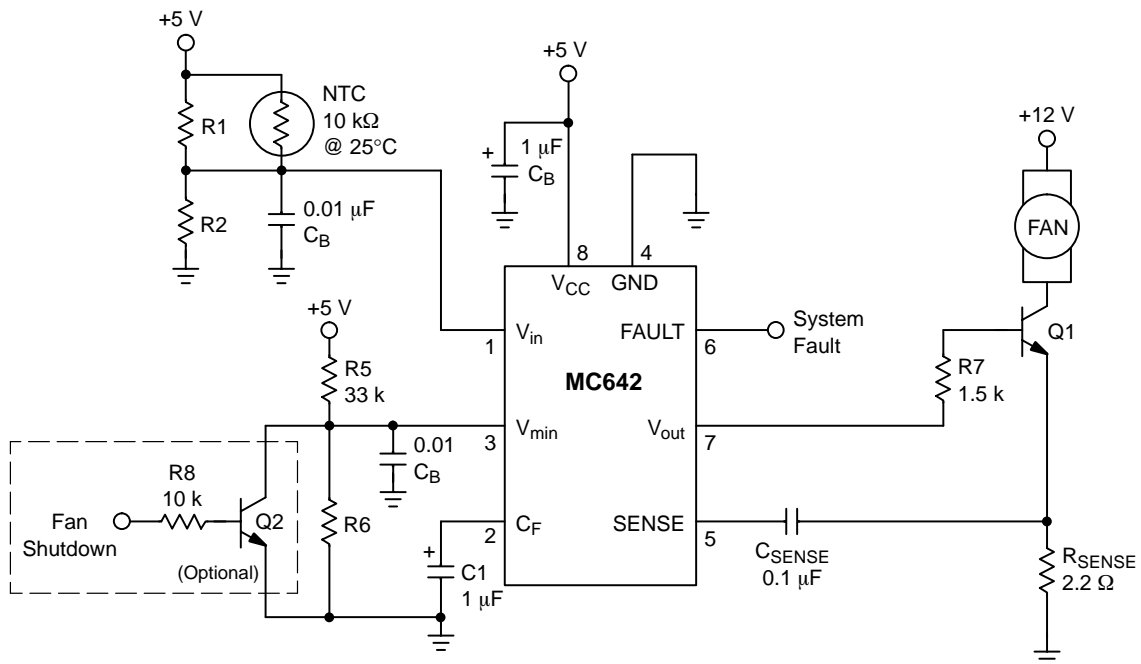 +5 V
NTC
10 kΩ
@ 25°C
R1
R2
0.01 μF
C_B
+5 V
+
1 μF
C_B
+12 V
FAN
8
4
V_CC
GND
+5 V
R5
33 k
V_in
1
FAULT
6
System
Fault
MC642
Q1
R7
1.5 k
V_min
3
V_out
7
0.01
C_B
R8
10 k
Fan
Shutdown
Q2
(Optional)
R6
C_F
2
+
C1
1 μF
SENSE
5
C_SENSE
0.1 μF
R_SENSE
2.2 Ω